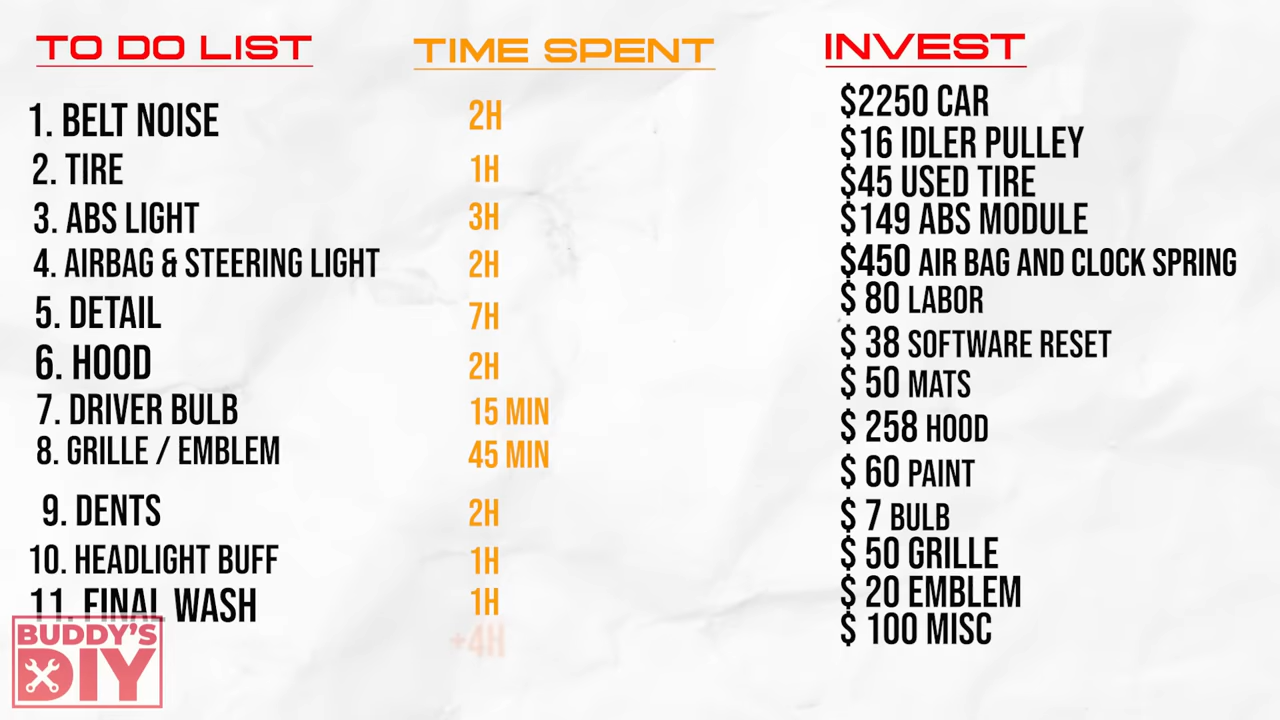 TO DO LIST
1. BELT NOISE
2. TIRE
3. ABS LIGHT
4. AIRBAG & STEERING LIGHT
5. DETAIL
6. HOOD
7. DRIVER BULB
8. GRILLE / EMBLEM
9. DENTS
10. HEADLIGHT BUFF
11. FINAL WASH
TIME SPENT
2H
1H
3H
2H
7H
2H
15 MIN
45 MIN
2H
1H
1H
+4H
INVEST
$2250 CAR
$16 IDLER PULLEY
$45 USED TIRE
$149 ABS MODULE
$450 AIR BAG AND CLOCK SPRING
$ 80 LABOR
$ 38 SOFTWARE RESET
$ 50 MATS
$ 258 HOOD
$ 60 PAINT
$ 7 BULB
$ 50 GRILLE
$ 20 EMBLEM
$ 100 MISC
BUDDY'S
DIY